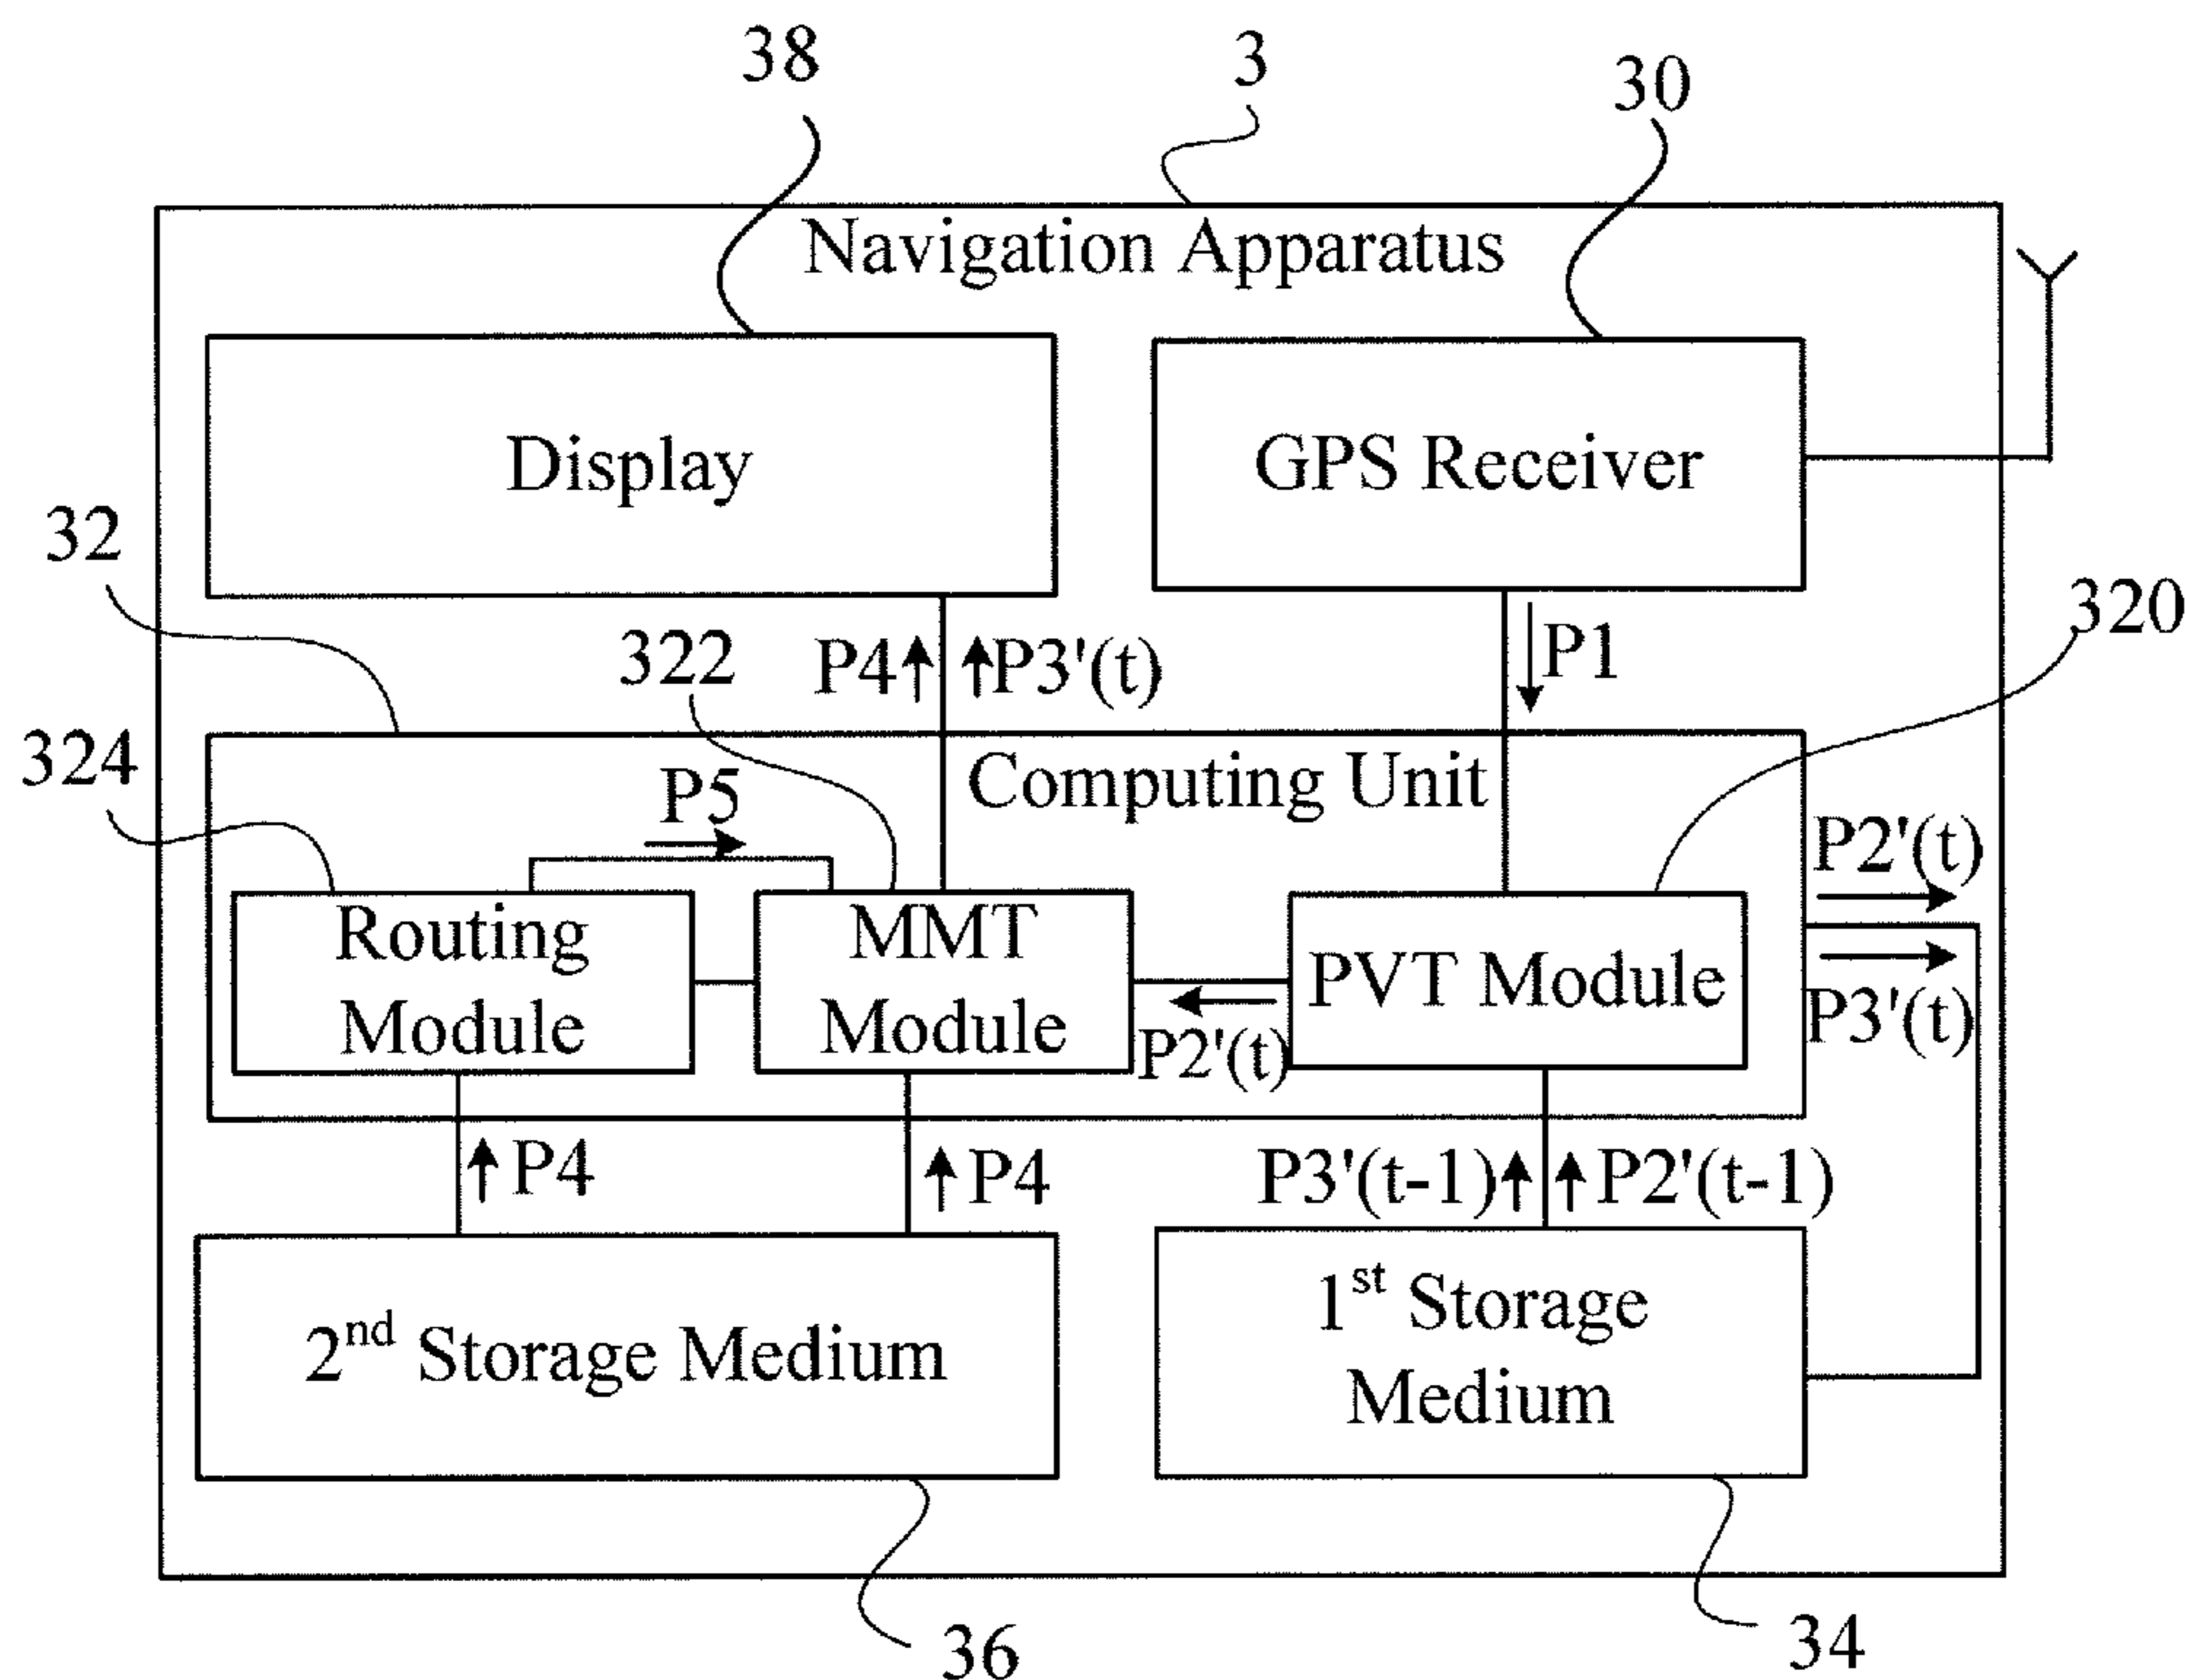 38
3
30
Navigation Apparatus
Display
GPS Receiver
32
320
322
P4
P3'(t)
P1
324
Computing Unit
P5
P2'(t)
Routing
Module
MMT
Module
PVT Module
P2'(t)
P3'(t)
P4
P4
P3'(t-1)
P2'(t-1)
2nd Storage Medium
1st Storage
Medium
36
34